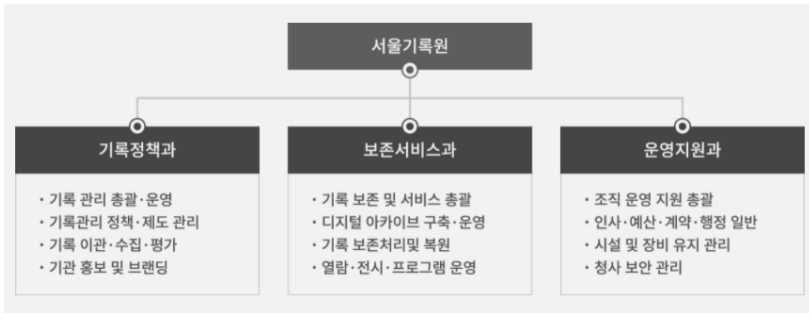 서울기록원
기록정책과
· 기록 관리 총괄·운영
· 기록관리 정책·제도 관리
· 기록 이관·수집·평가
· 기관 홍보 및 브랜딩
보존서비스과
· 기록 보존 및 서비스 총괄
· 디지털 아카이브 구축·운영
· 기록 보존처리및 복원
· 열람·전시·프로그램 운영
운영지원과
· 조직 운영 지원 총괄
· 인사·예산·계약·행정 일반
· 시설 및 장비 유지 관리
· 청사 보안 관리